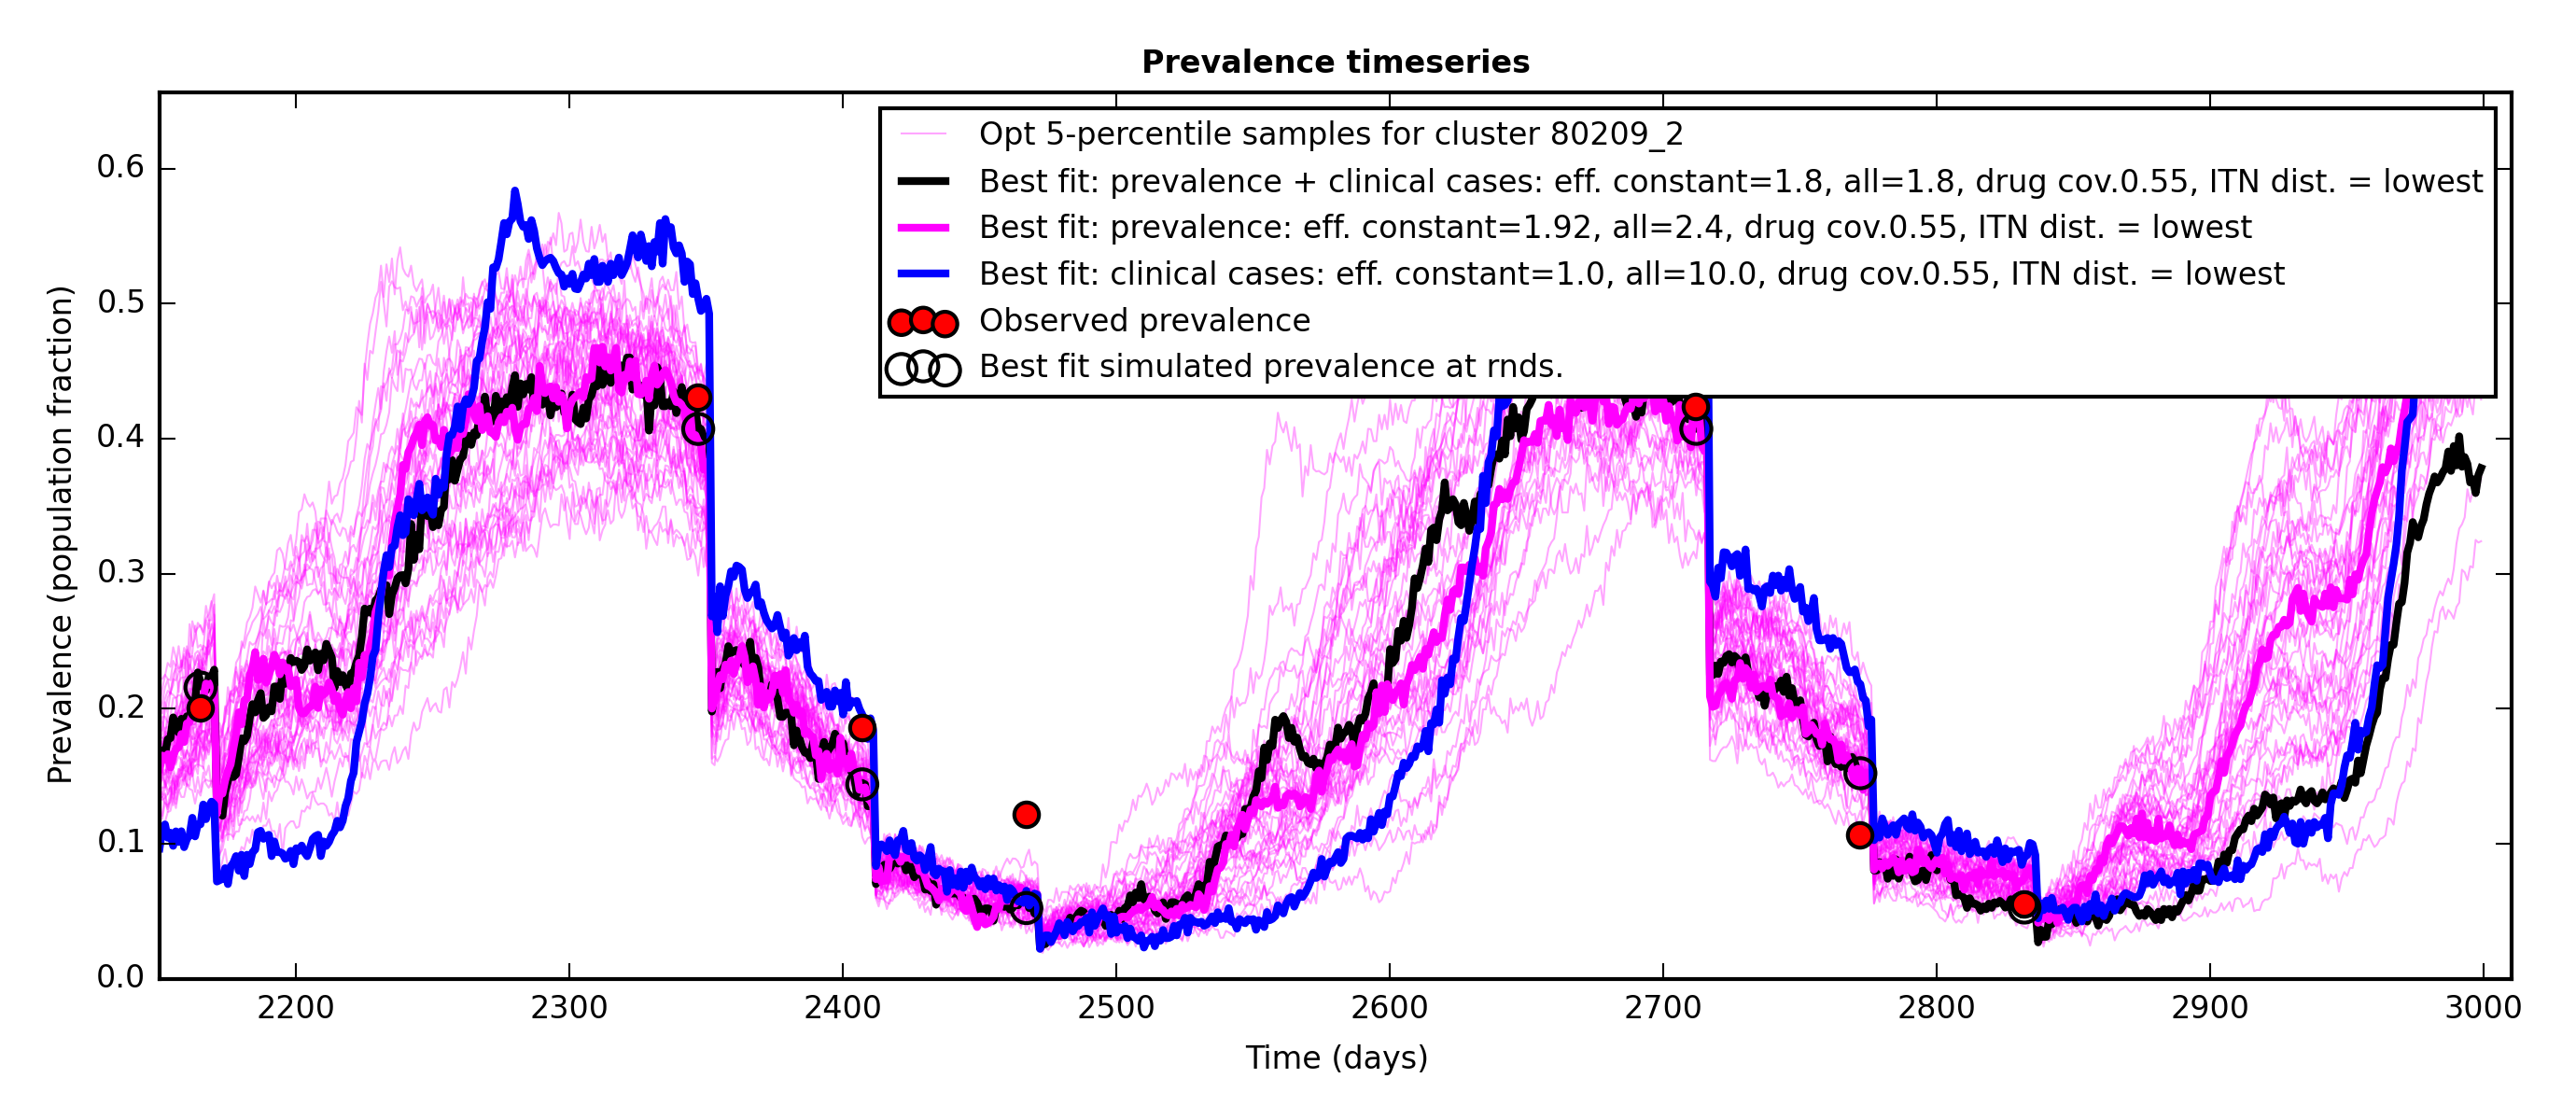 Prevalence timeseries
Opt 5-percentile samples for cluster 80209_2
Best fit: prevalence + clinical cases: eff. constant=1.8, all=1.8, drug cov.0.55, ITN dist. = lowest
Best fit: prevalence: eff. constant=1.92, all=2.4, drug cov.0.55, ITN dist. = lowest
Best fit: clinical cases: eff. constant=1.0, all=10.0, drug cov.0.55, ITN dist. = lowest
Observed prevalence
Best fit simulated prevalence at rnds.
Prevalence (population fraction)
0.6
0.5
0.4
0.3
0.2
0.1
0.0
2200 2300 2400 2500 2600 2700 2800 2900 3000
Time (days)